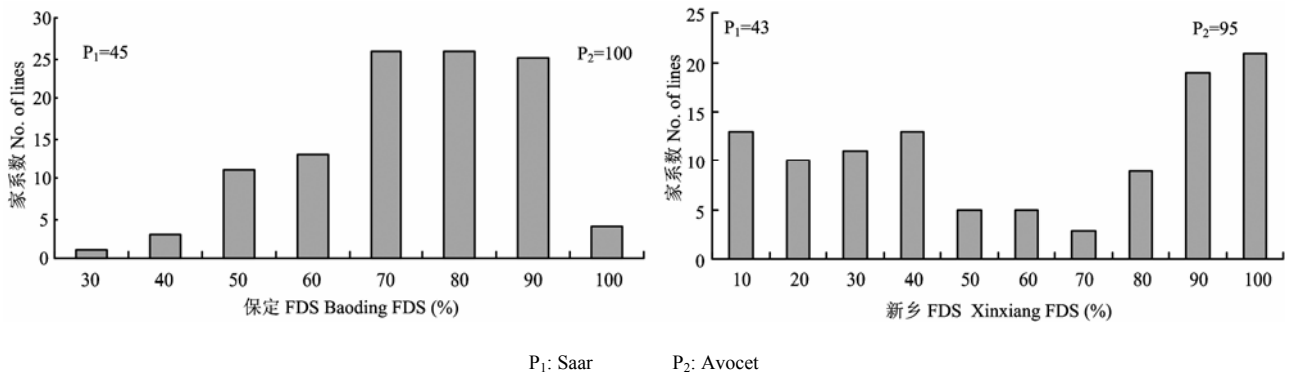 30
25
20
15
10
5
0
家系数 No. of lines
P₁=45
P₂=100
30 40 50 60 70 80 90 100
保定 FDS Baoding FDS (%)
25
20
15
10
5
0
家系数 No. of lines
P₁=43
P₂=95
10 20 30 40 50 60 70 80 90 100
新乡 FDS Xinxiang FDS (%)
P₁: Saar P₂: Avocet